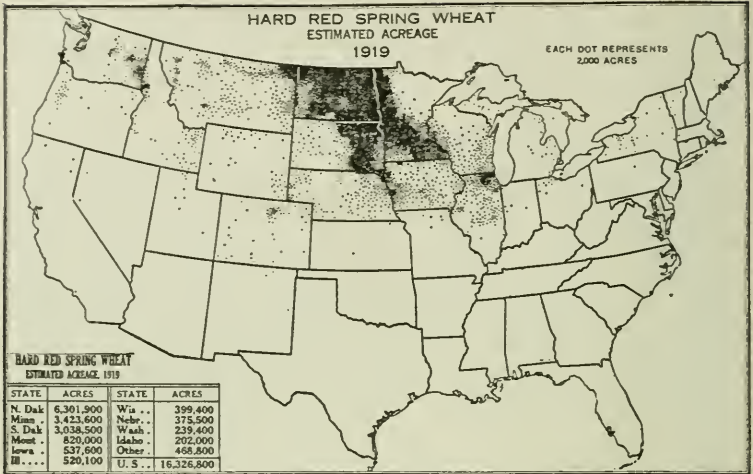 HARD RED SPRING WHEAT
ESTIMATED ACREAGE
1919
EACH DOT REPRESENTS
2,000 ACRES
HARD RED SPRING WHEAT
ESTIMATED ACREAGE, 1919
STATE ACRES STATE ACRES
N. Dak 6,301,900 Wis .. 399,400
Minn . 3,423,600 Nebr.. 375,500
S. Dak 3,038,500 Wash . 239,400
Mont . 820,000 Idaho . 202,000
Iowa . 537,600 Other . 468,800
Ill.... 520,100 U.S .. 16,326,800